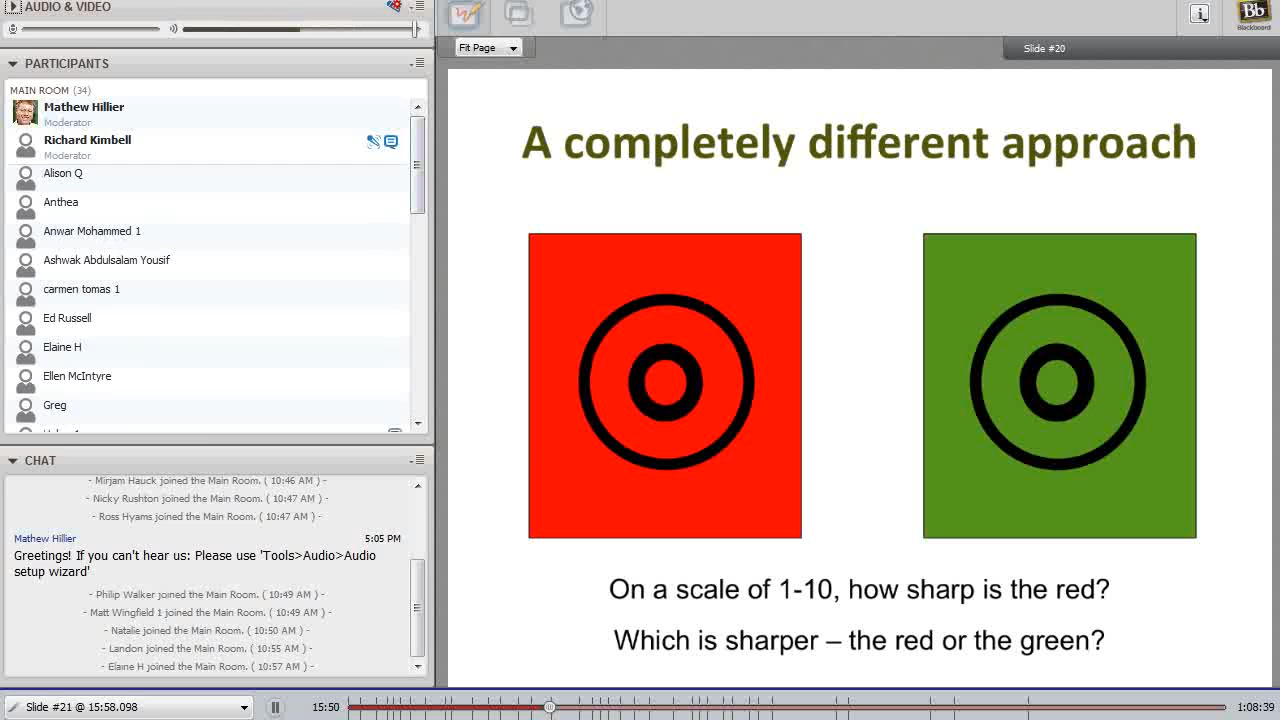 AUDIO & VIDEO
PARTICIPANTS
MAIN ROOM (34)
Mathew Hillier
Moderator
Richard Kimbell
Moderator
Alison Q
Anthea
Anwar Mohammed 1
Ashwak Abdulsalam Yousif
carmen tomas 1
Ed Russell
Elaine H
Ellen McIntyre
Greg
CHAT
- Mirjam Hauck joined the Main Room. ( 10:46 AM ) -
- Nicky Rushton joined the Main Room. ( 10:47 AM ) -
- Ross Hyams joined the Main Room. ( 10:47 AM ) -
Mathew Hillier 5:05 PM
Greetings! If you can't hear us: Please use 'Tools>Audio>Audio
setup wizard'
- Philip Walker joined the Main Room. ( 10:49 AM ) -
- Matt Wingfield 1 joined the Main Room. ( 10:49 AM ) -
- Natalie joined the Main Room. ( 10:50 AM ) -
- Landon joined the Main Room. ( 10:55 AM ) -
- Elaine H joined the Main Room. ( 10:57 AM ) -
Bb
Blackboard
Fit Page
Slide #20
A completely different approach
On a scale of 1-10, how sharp is the red?
Which is sharper – the red or the green?
Slide #21 @ 15:58.098
15:50
1:08:39